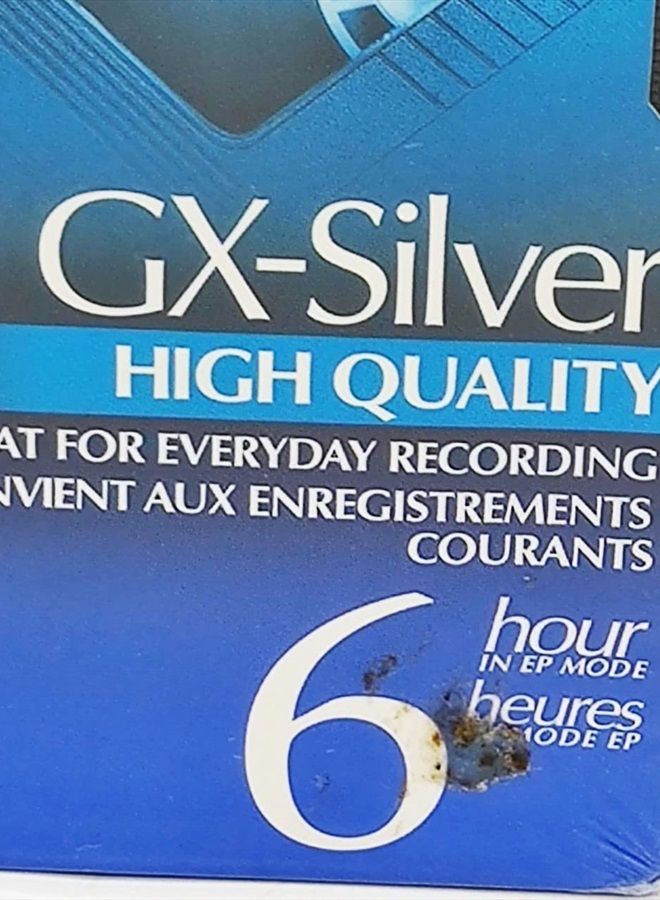 GX-Silver
HIGH QUALITY
AT FOR EVERYDAY RECORDING
NVIENT AUX ENREGISTREMENTS
COURANTS
6
hour
IN EP MODE
heures
MODE EP